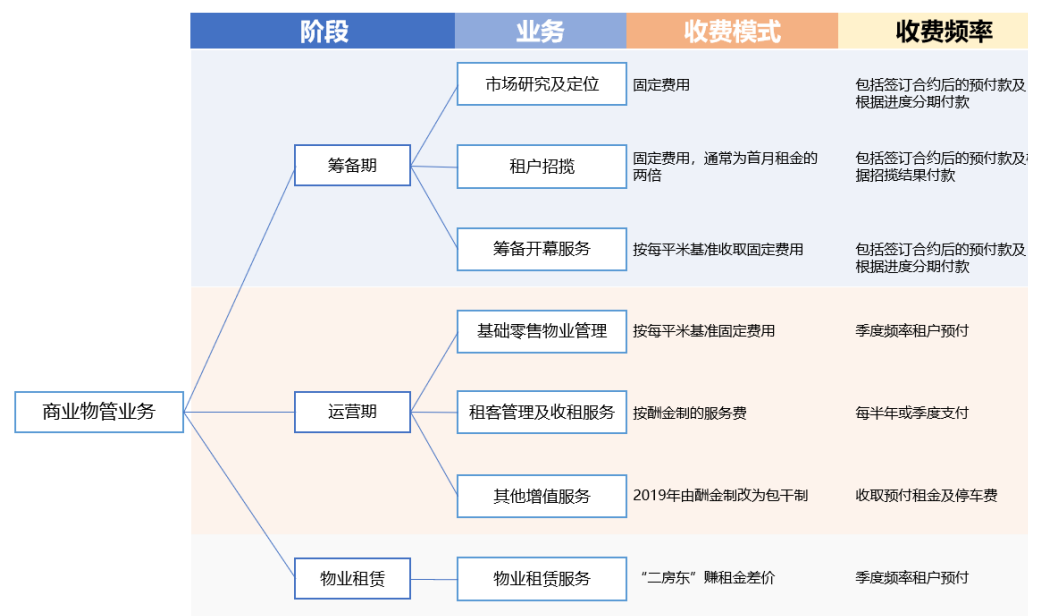 阶段 业务 收费模式 收费频率
市场研究及定位 固定费用 包括签订合约后的预付款及
根据进度分期付款
筹备期 租户招揽 固定费用，通常为首月租金的 包括签订合约后的预付款及
两倍 据招揽结果付款
筹备开幕服务 按每平米基准收取固定费用 包括签订合约后的预付款及
根据进度分期付款
基础零售物业管理 按每平米基准固定费用 季度频率租户预付
商业物管业务 运营期 租客管理及收租服务 按酬金制的服务费 每半年或季度支付
其他增值服务 2019年由酬金制改为包干制 收取预付租金及停车费
物业租赁 物业租赁服务 “二房东”赚租金差价 季度频率租户预付